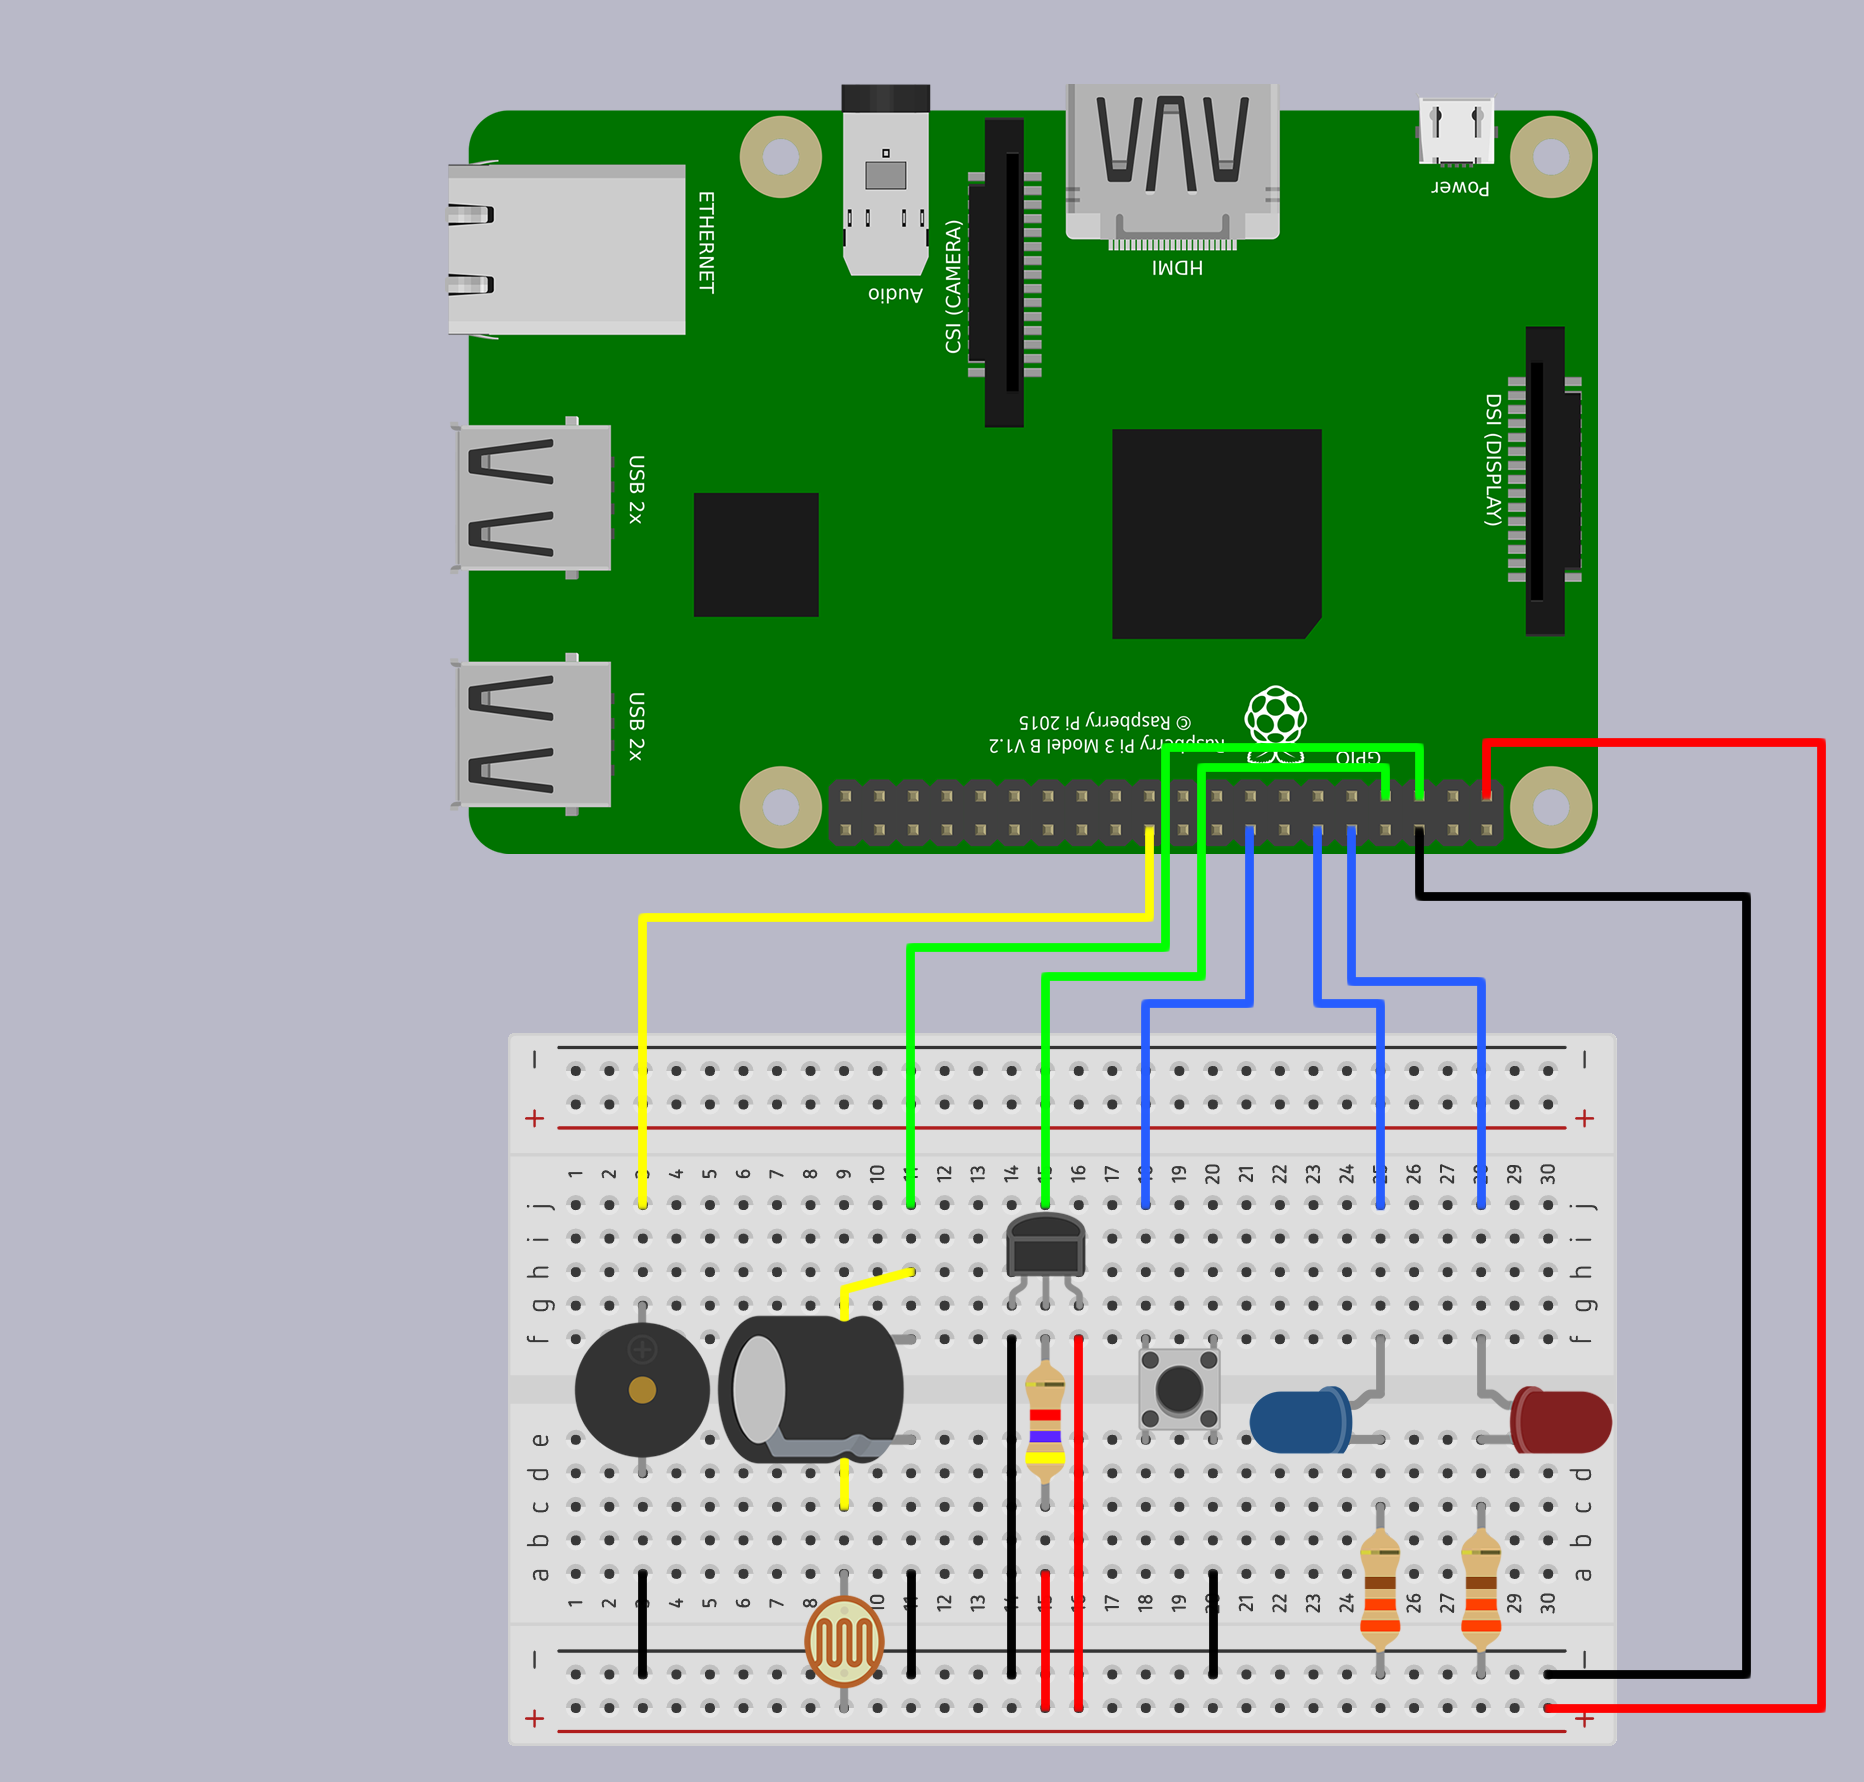 ETHERNET
Audio
CSI (CAMERA)
HDMI
Power
DSI (DISPLAY)
USB 2x
USB 2x
© Raspberry Pi 2015
Raspberry Pi 3 Model B V1.2
GPIO
− −
+ +
1 2 3 4 5 6 7 8 9 10 11 12 13 14 15 16 17 18 19 20 21 22 23 24 25 26 27 28 29 30
j j
i i
h h
g g
f f
e
d d
c c
b b
a a
1 2 3 4 5 6 7 8 9 10 11 12 13 14 15 16 17 18 19 20 21 22 23 24 26 27 29 30
− −
+ +